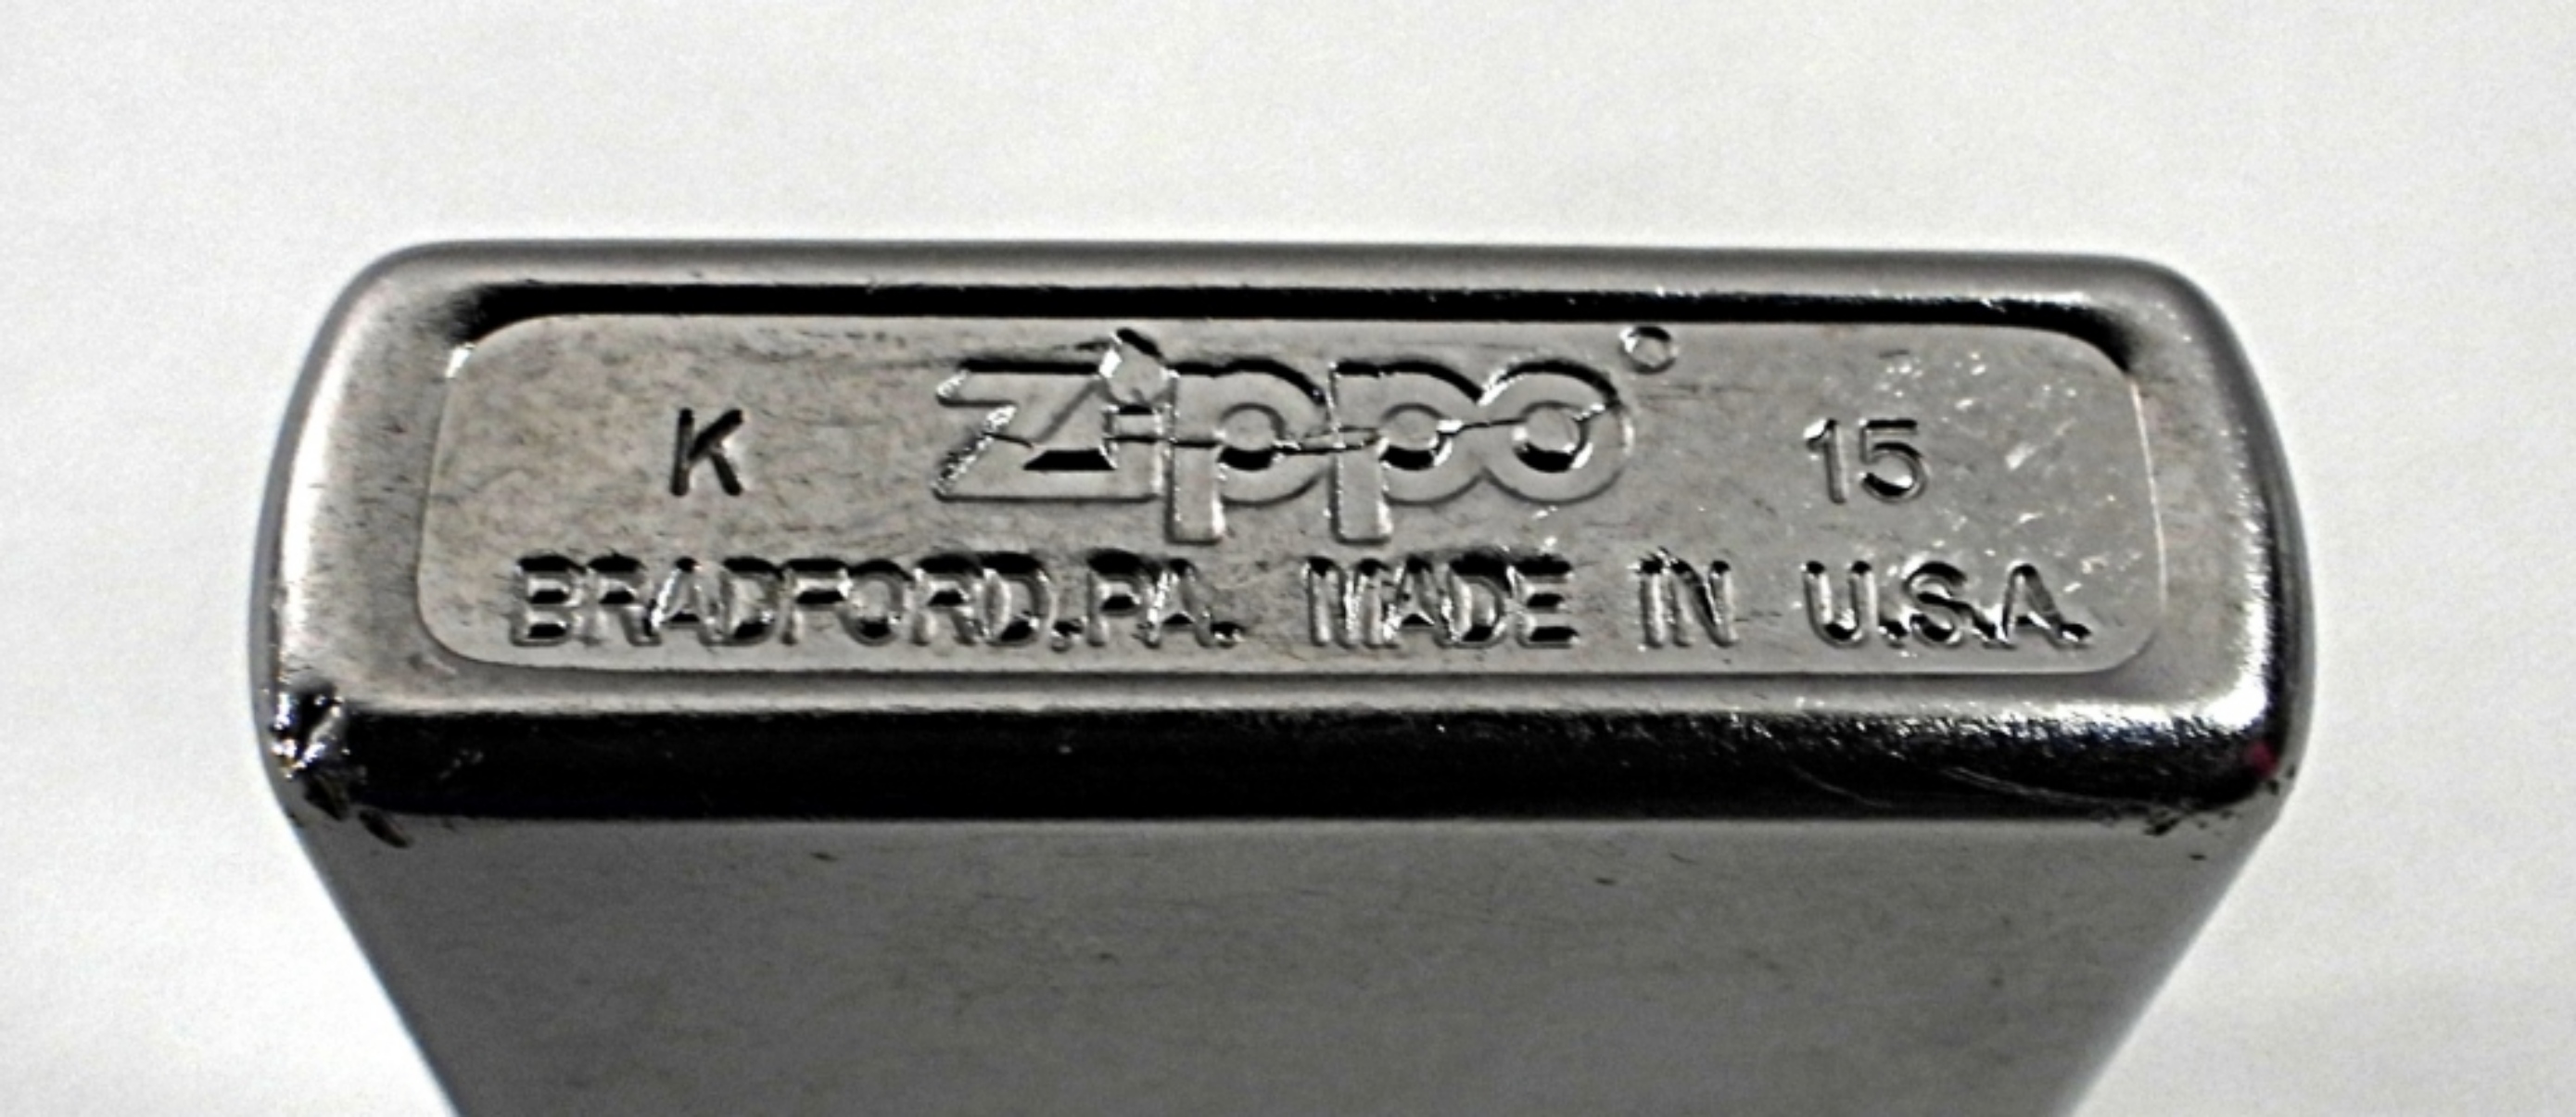 K Zippo 15
BRADFORD,PA. MADE IN U.S.A.